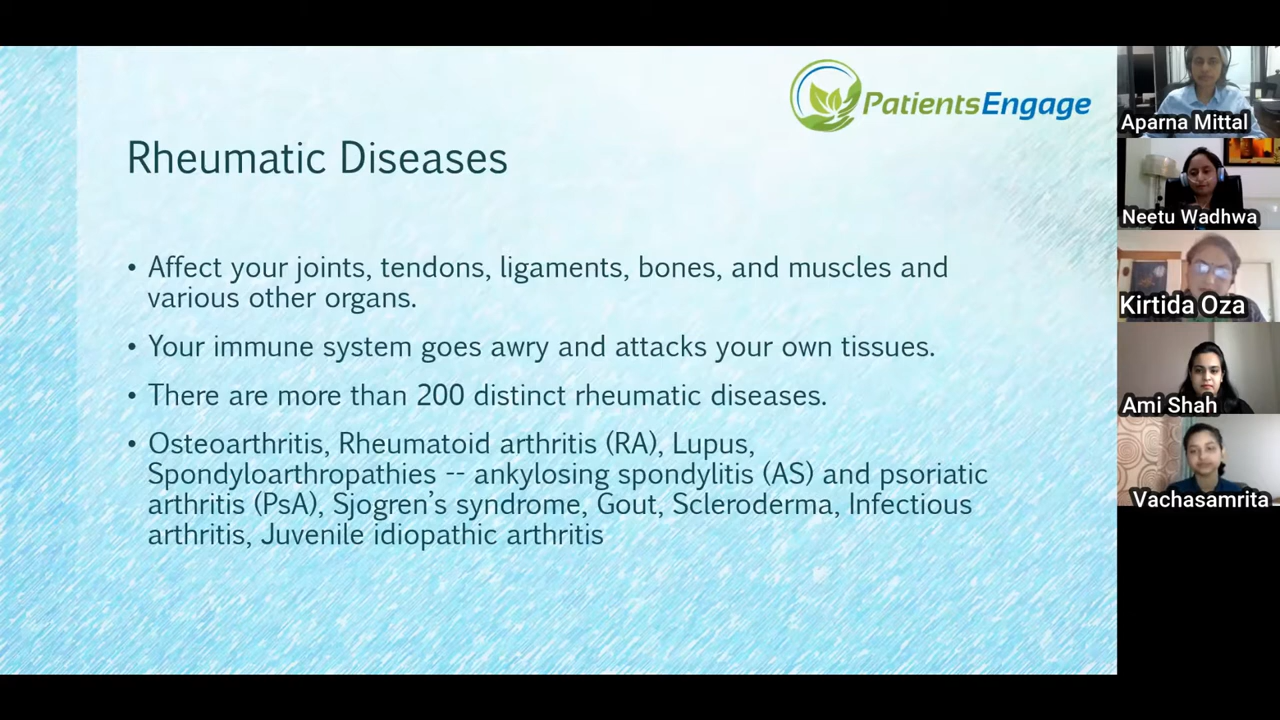 PatientsEngage
Rheumatic Diseases
• Affect your joints, tendons, ligaments, bones, and muscles and
various other organs.
• Your immune system goes awry and attacks your own tissues.
• There are more than 200 distinct rheumatic diseases.
• Osteoarthritis, Rheumatoid arthritis (RA), Lupus,
Spondyloarthropathies -- ankylosing spondylitis (AS) and psoriatic
arthritis (PsA), Sjogren’s syndrome, Gout, Scleroderma, Infectious
arthritis, Juvenile idiopathic arthritis
Aparna Mittal
Neetu Wadhwa
Kirtida Oza
Ami Shah
Vachasamrita